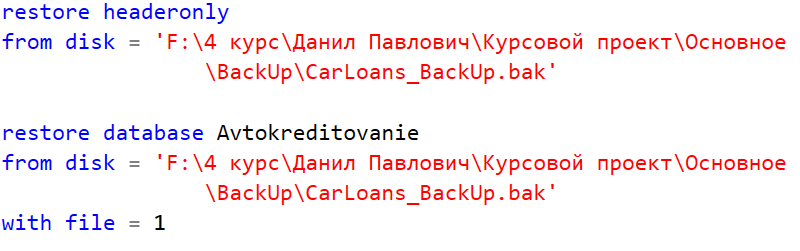 restore headeronly
from disk = 'F:\4 курс\Данил Павлович\Курсовой проект\Основное
\BackUp\CarLoans_BackUp.bak'
restore database Avtokreditovanie
from disk = 'F:\4 курс\Данил Павлович\Курсовой проект\Основное
\BackUp\CarLoans_BackUp.bak'
with file = 1